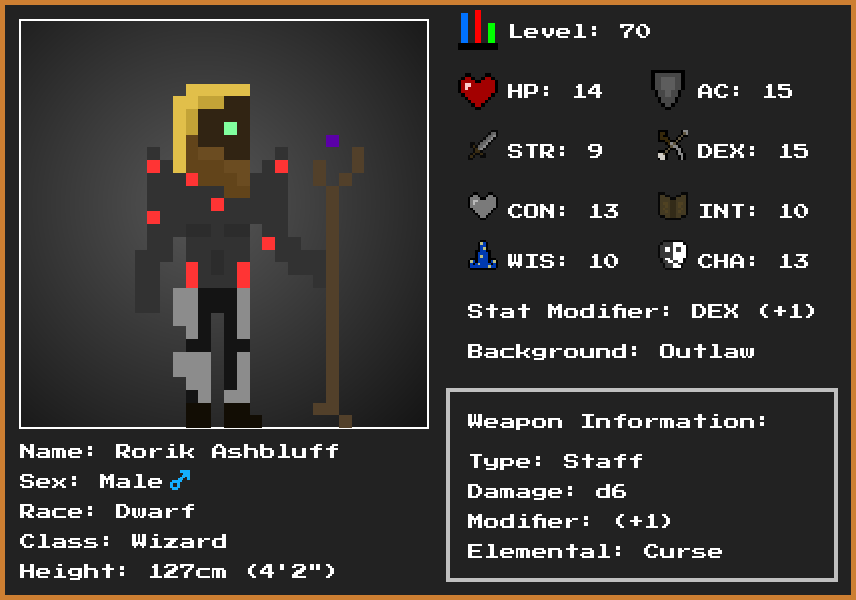 Level: 70
HP: 14
AC: 15
STR: 9
DEX: 15
CON: 13
INT: 10
WIS: 10
CHA: 13
Stat Modifier: DEX (+1)
Background: Outlaw
Weapon Information:
Type: Staff
Damage: d6
Modifier: (+1)
Elemental: Curse
Name: Rorik Ashbluff
Sex: Male♂
Race: Dwarf
Class: Wizard
Height: 127cm (4'2")